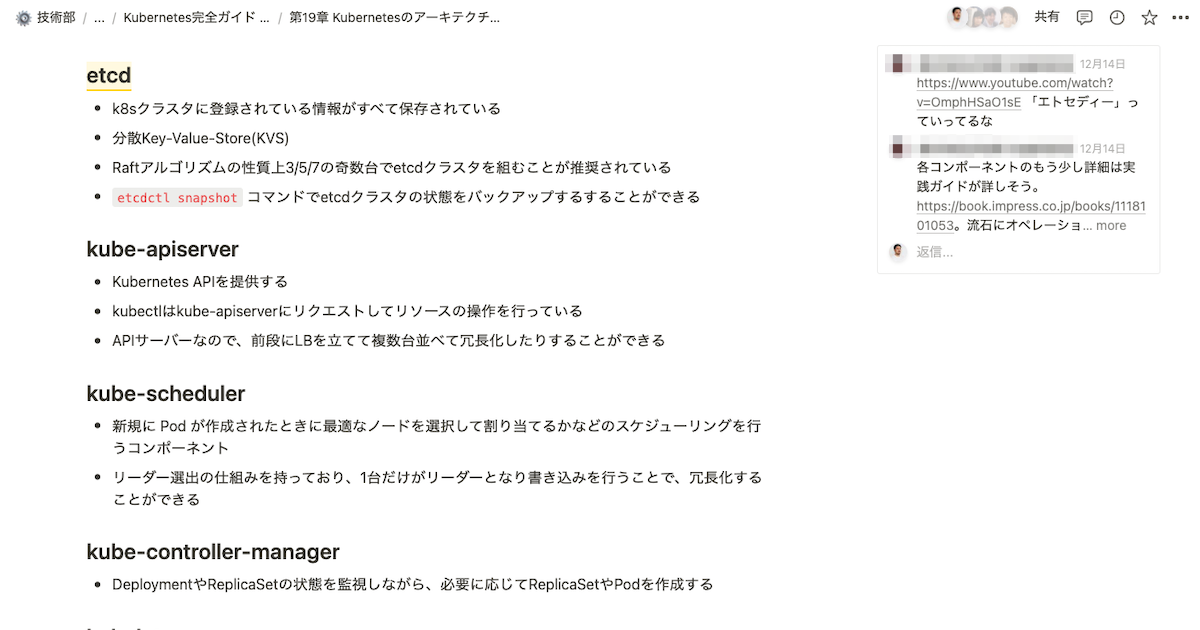 技術部 / ... / Kubernetes完全ガイド ... / 第19章 Kubernetesのアーキテクチ...
共有
etcd
k8sクラスタに登録されている情報がすべて保存されている
分散Key-Value-Store(KVS)
Raftアルゴリズムの性質上3/5/7の奇数台でetcdクラスタを組むことが推奨されている
etcdctl snapshot コマンドでetcdクラスタの状態をバックアップするすることができる
kube-apiserver
Kubernetes APIを提供する
kubectlはkube-apiserverにリクエストしてリソースの操作を行っている
APIサーバーなので、前段にLBを立てて複数台並べて冗長化したりすることができる
kube-scheduler
新規に Pod が作成されたときに最適なノードを選択して割り当てるかなどのスケジューリングを行
うコンポーネント
リーダー選出の仕組みを持っており、1台だけがリーダーとなり書き込みを行うことで、冗長化する
ことができる
kube-controller-manager
DeploymentやReplicaSetの状態を監視しながら、必要に応じてReplicaSetやPodを作成する
12月14日
https://www.youtube.com/watch?
v=OmphHSaO1sE 「エトセディー」っ
ていってるな
12月14日
各コンポーネントのもう少し詳細は実
践ガイドが詳しそう。
https://book.impress.co.jp/books/11181
01053。流石にオペレーショ... more
返信...